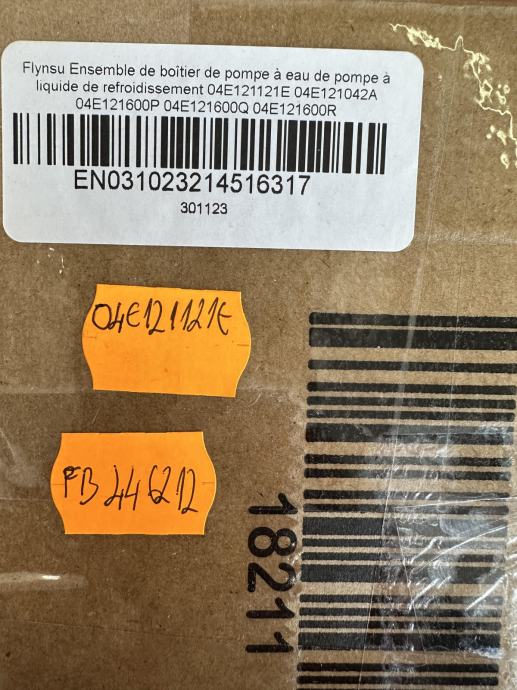 Flynsu Ensemble de boîtier de pompe à eau de pompe à
liquide de refroidissement 04E121121E 04E121042A
04E121600P 04E121600Q 04E121600R
EN031023214516317
301123
04E121121E
FB446212
18211